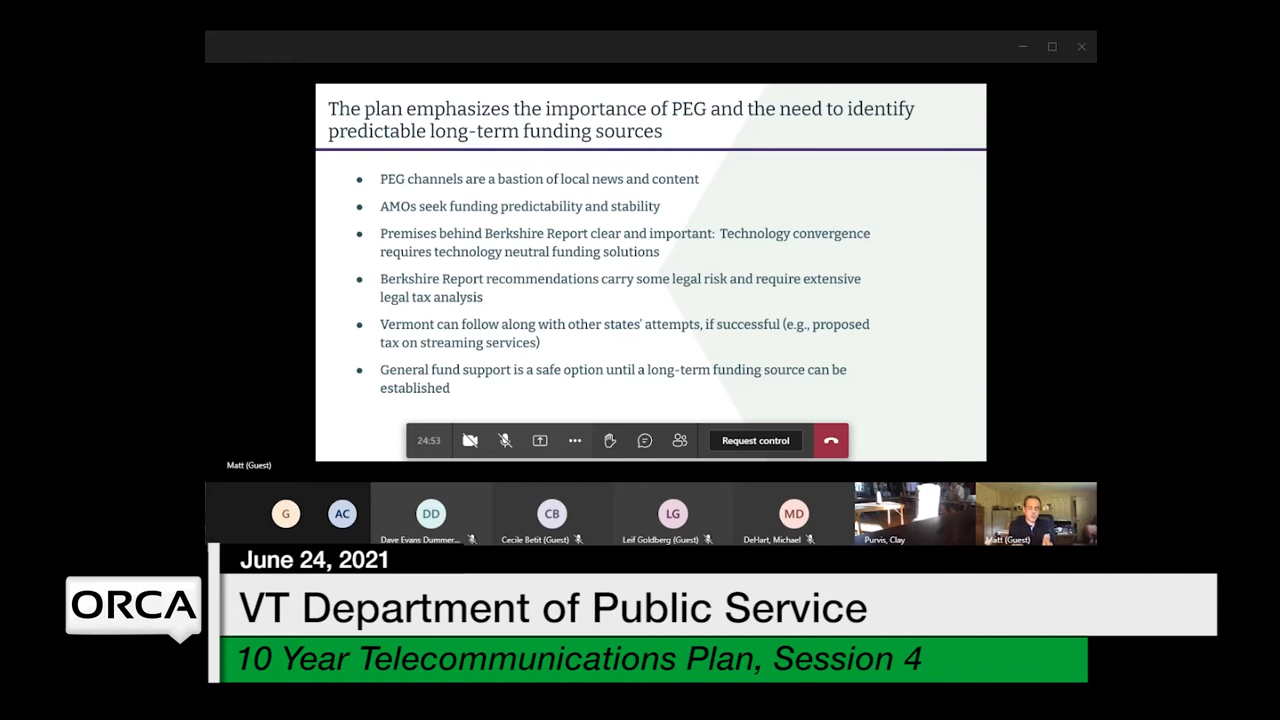 The plan emphasizes the importance of PEG and the need to identify
predictable long-term funding sources
● PEG channels are a bastion of local news and content
● AMOs seek funding predictability and stability
● Premises behind Berkshire Report clear and important: Technology convergence
requires technology neutral funding solutions
● Berkshire Report recommendations carry some legal risk and require extensive
legal tax analysis
● Vermont can follow along with other states' attempts, if successful (e.g., proposed
tax on streaming services)
● General fund support is a safe option until a long-term funding source can be
established
24:53
Request control
Matt (Guest)
G
AC
DD
CB
LG
MD
Dave Evans Dummer...
Cecile Betit (Guest)
Leif Goldberg (Guest)
DeHart, Michael
Purvis, Clay
Matt (Guest)
June 24, 2021
ORCA
VT Department of Public Service
10 Year Telecommunications Plan, Session 4